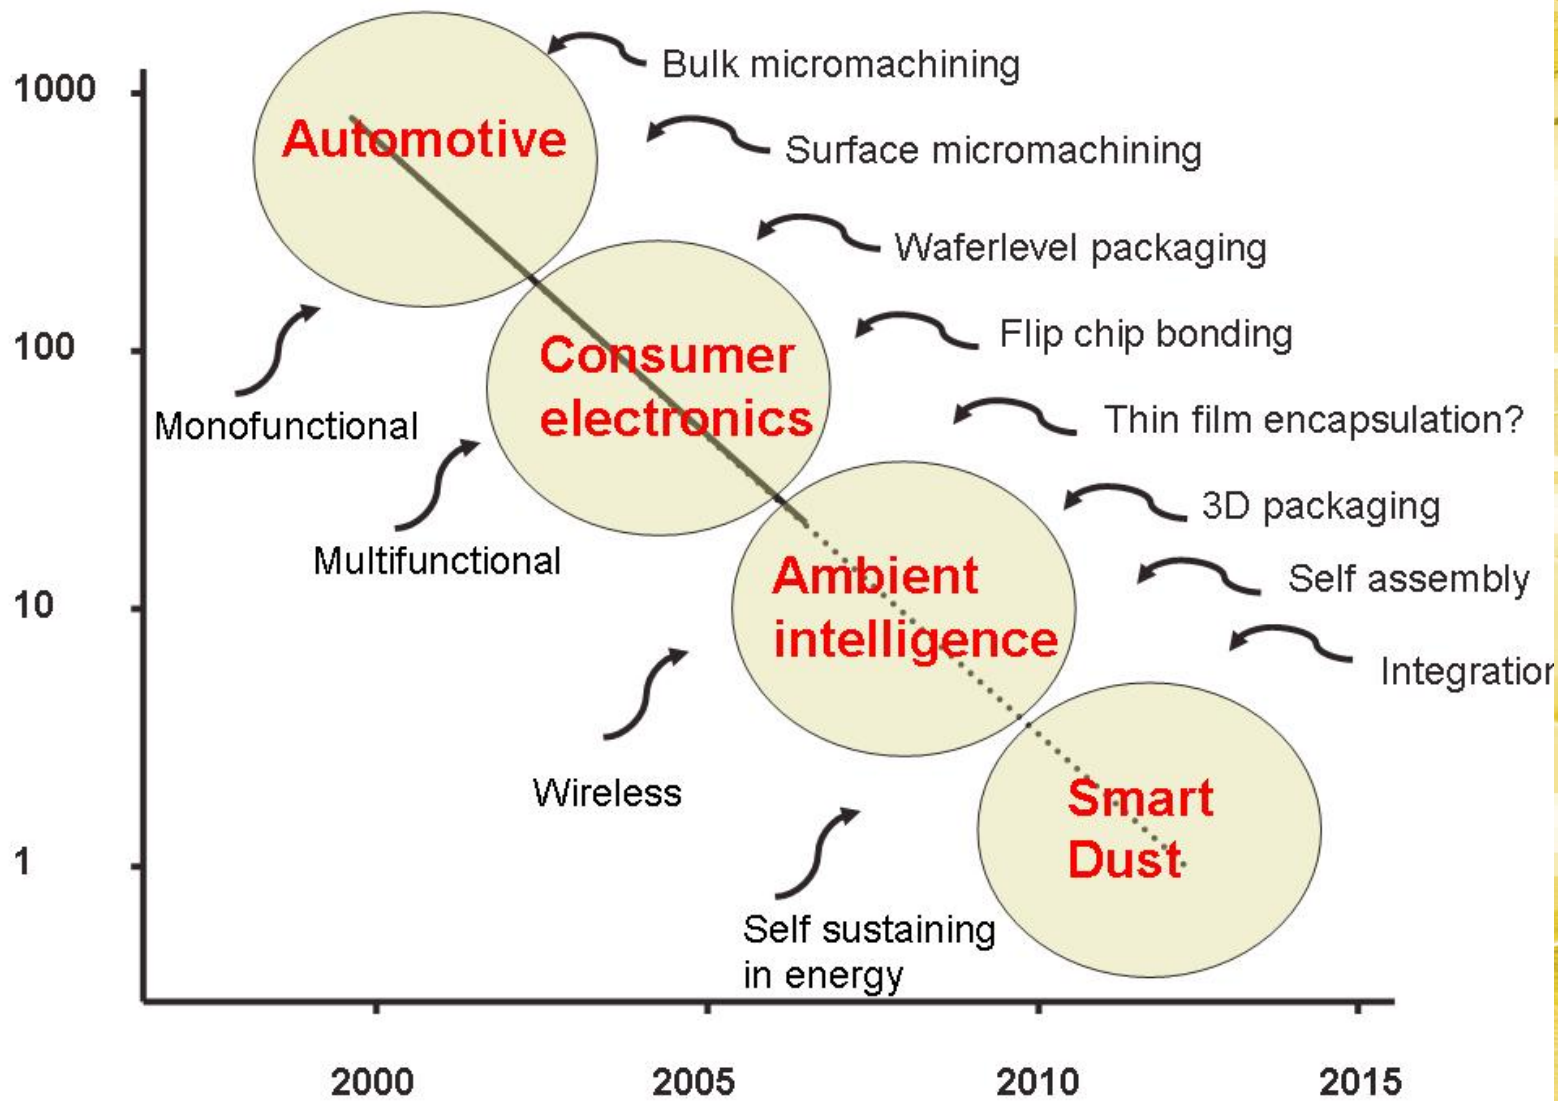 1000
Bulk micromachining
Automotive
Surface micromachining
Waferlevel packaging
100
Consumer
electronics
Flip chip bonding
Monofunctional
Thin film encapsulation?
Multifunctional
3D packaging
10
Ambient
intelligence
Self assembly
Integration
Wireless
Smart
Dust
1
Self sustaining
in energy
2000
2005
2010
2015